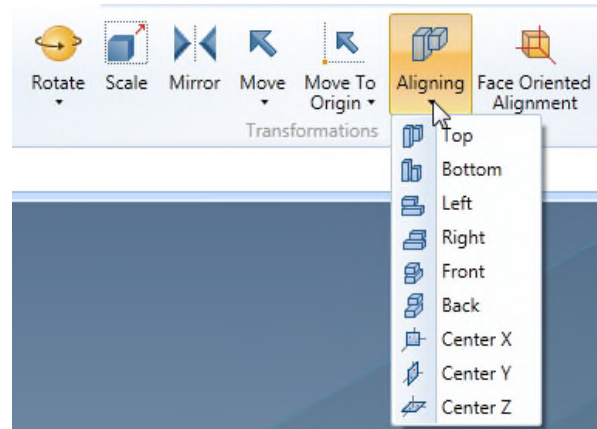 Rotate Scale Mirror Move Move To Aligning Face Oriented
Origin Alignment
Transformations
Top
Bottom
Left
Right
Front
Back
Center X
Center Y
Center Z